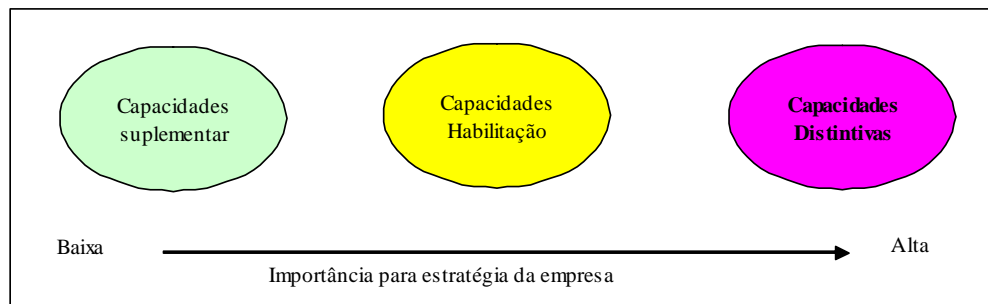 Capacidades
suplementar
Capacidades
Habilitação
Capacidades
Distintivas
Baixa
Alta
Importância para estratégia da empresa